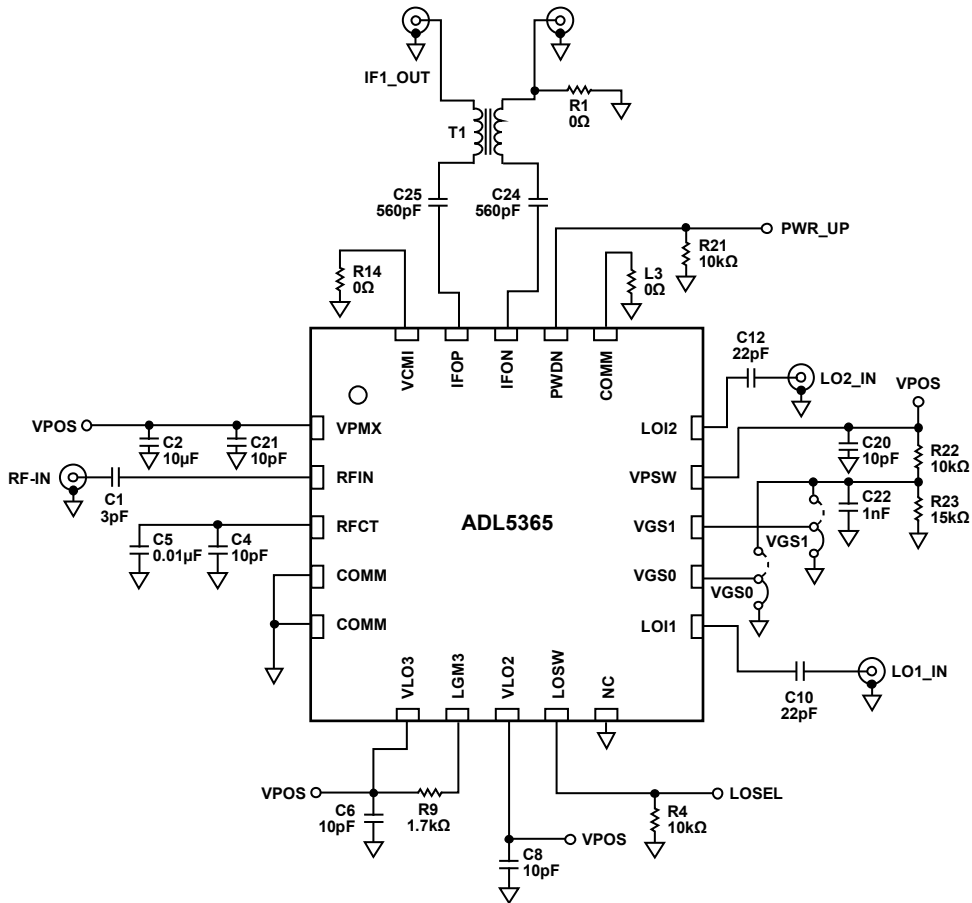 IF1_OUT
T1
R1
0Ω
C25
560pF
C24
560pF
PWR_UP
R21
10kΩ
R14
0Ω
L3
0Ω
VCMI
IFOP
IFON
PWDN
COMM
C12
22pF
LO2_IN
VPOS
VPOS
C2
10µF
C21
10pF
VPMX
LOI2
C20
10pF
R22
10kΩ
RF-IN
C1
3pF
RFIN
VPSW
C22
1nF
R23
15kΩ
C5
0.01µF
C4
10pF
RFCT
ADL5365
VGS1
VGS1
COMM
VGS0
VGS0
COMM
LOI1
LO1_IN
C10
22pF
VLO3
LGM3
VLO2
LOSW
NC
VPOS
C6
10pF
R9
1.7kΩ
LOSEL
R4
10kΩ
VPOS
C8
10pF